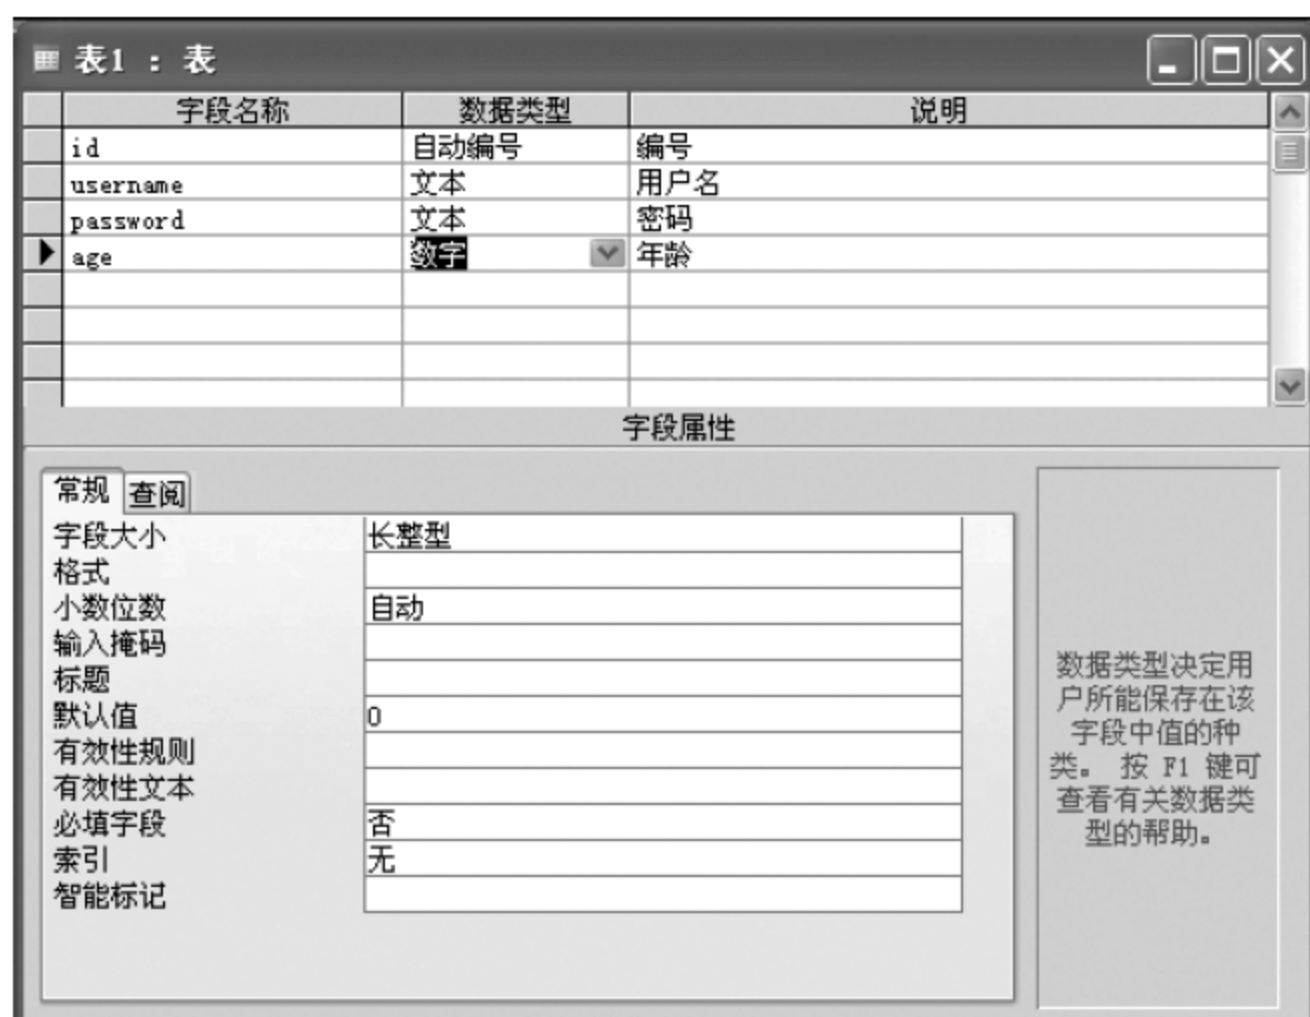 表1 : 表
字段名称 数据类型 说明
id 自动编号 编号
username 文本 用户名
password 文本 密码
age 数字 年龄
字段属性
常规 查阅
字段大小 长整型
格式
小数位数 自动
输入掩码
标题
默认值 0
有效性规则
有效性文本
必填字段 否
索引 无
智能标记
数据类型决定用
户所能保存在该
字段中值的种
类。 按 F1 键可
查看有关数据类
型的帮助。